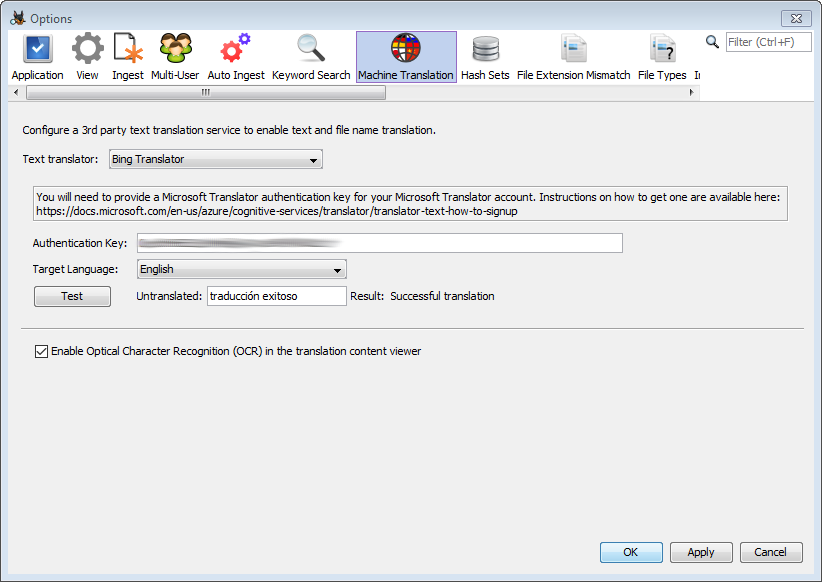 Options
Application View Ingest Multi-User Auto Ingest Keyword Search Machine Translation Hash Sets File Extension Mismatch File Types
Filter (Ctrl+F)
Configure a 3rd party text translation service to enable text and file name translation.
Text translator: Bing Translator
You will need to provide a Microsoft Translator authentication key for your Microsoft Translator account. Instructions on how to get one are available here:
https://docs.microsoft.com/en-us/azure/cognitive-services/translator/translator-text-how-to-signup
Authentication Key:
Target Language: English
Test Untranslated: traducción exitoso Result: Successful translation
Enable Optical Character Recognition (OCR) in the translation content viewer
OK Apply Cancel